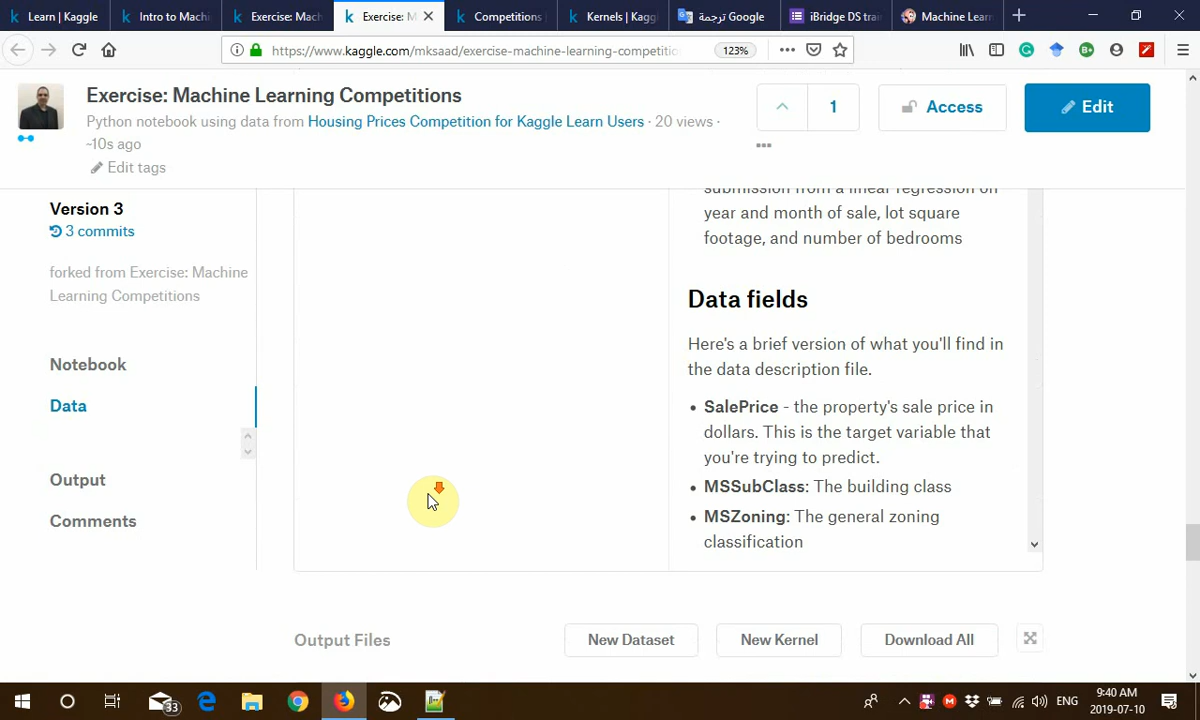 Learn | Kaggle
Intro to Machi
Exercise: Mach
Exercise: M
Competitions
Kernels | Kagg
ترجمة Google
iBridge DS trai
Machine Learn
https://www.kaggle.com/mksaad/exercise-machine-learning-competitio
123%
Exercise: Machine Learning Competitions
Python notebook using data from Housing Prices Competition for Kaggle Learn Users · 20 views ·
~10s ago
Edit tags
1
Access
Edit
Version 3
3 commits
forked from Exercise: Machine
Learning Competitions
Notebook
Data
Output
Comments
submission from a linear regression on
year and month of sale, lot square
footage, and number of bedrooms
Data fields
Here's a brief version of what you'll find in
the data description file.
• SalePrice - the property's sale price in
dollars. This is the target variable that
you're trying to predict.
• MSSubClass: The building class
• MSZoning: The general zoning
classification
Output Files
New Dataset
New Kernel
Download All
33
ENG
9:40 AM
2019-07-10